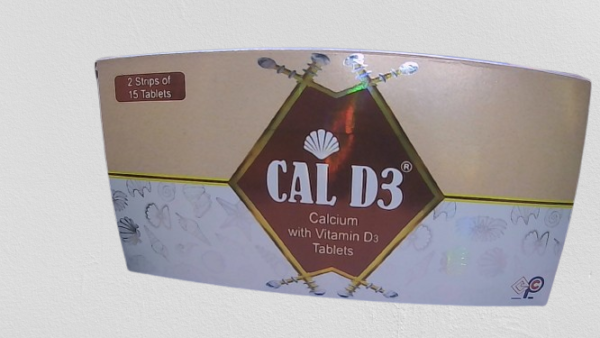 2 Strips of
15 Tablets
CAL D3®
Calcium
with Vitamin D3
Tablets